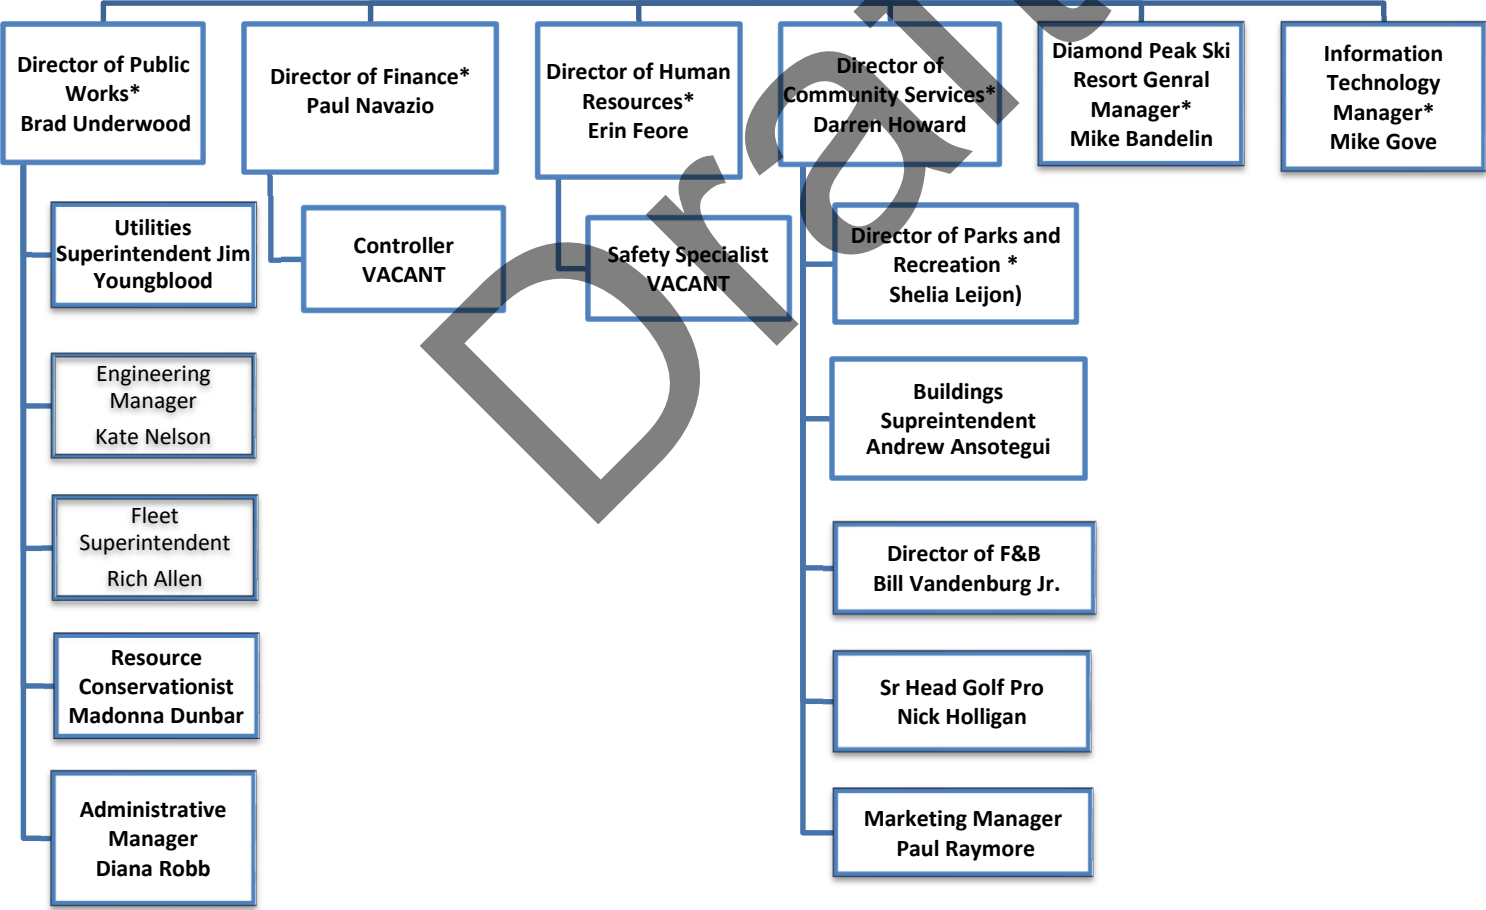 Director of Public
Works*
Brad Underwood
Director of Finance*
Paul Navazio
Director of Human
Resources*
Erin Feore
Director of
Community Services*
Darren Howard
Diamond Peak Ski
Resort Genral
Manager*
Mike Bandelin
Information
Technology
Manager*
Mike Gove
Utilities
Superintendent Jim
Youngblood
Engineering
Manager
Kate Nelson
Fleet
Superintendent
Rich Allen
Resource
Conservationist
Madonna Dunbar
Administrative
Manager
Diana Robb
Controller
VACANT
Safety Specialist
VACANT
Director of Parks and
Recreation *
Shelia Leijon)
Buildings
Supreintendent
Andrew Ansotegui
Director of F&B
Bill Vandenburg Jr.
Sr Head Golf Pro
Nick Holligan
Marketing Manager
Paul Raymore
Draft